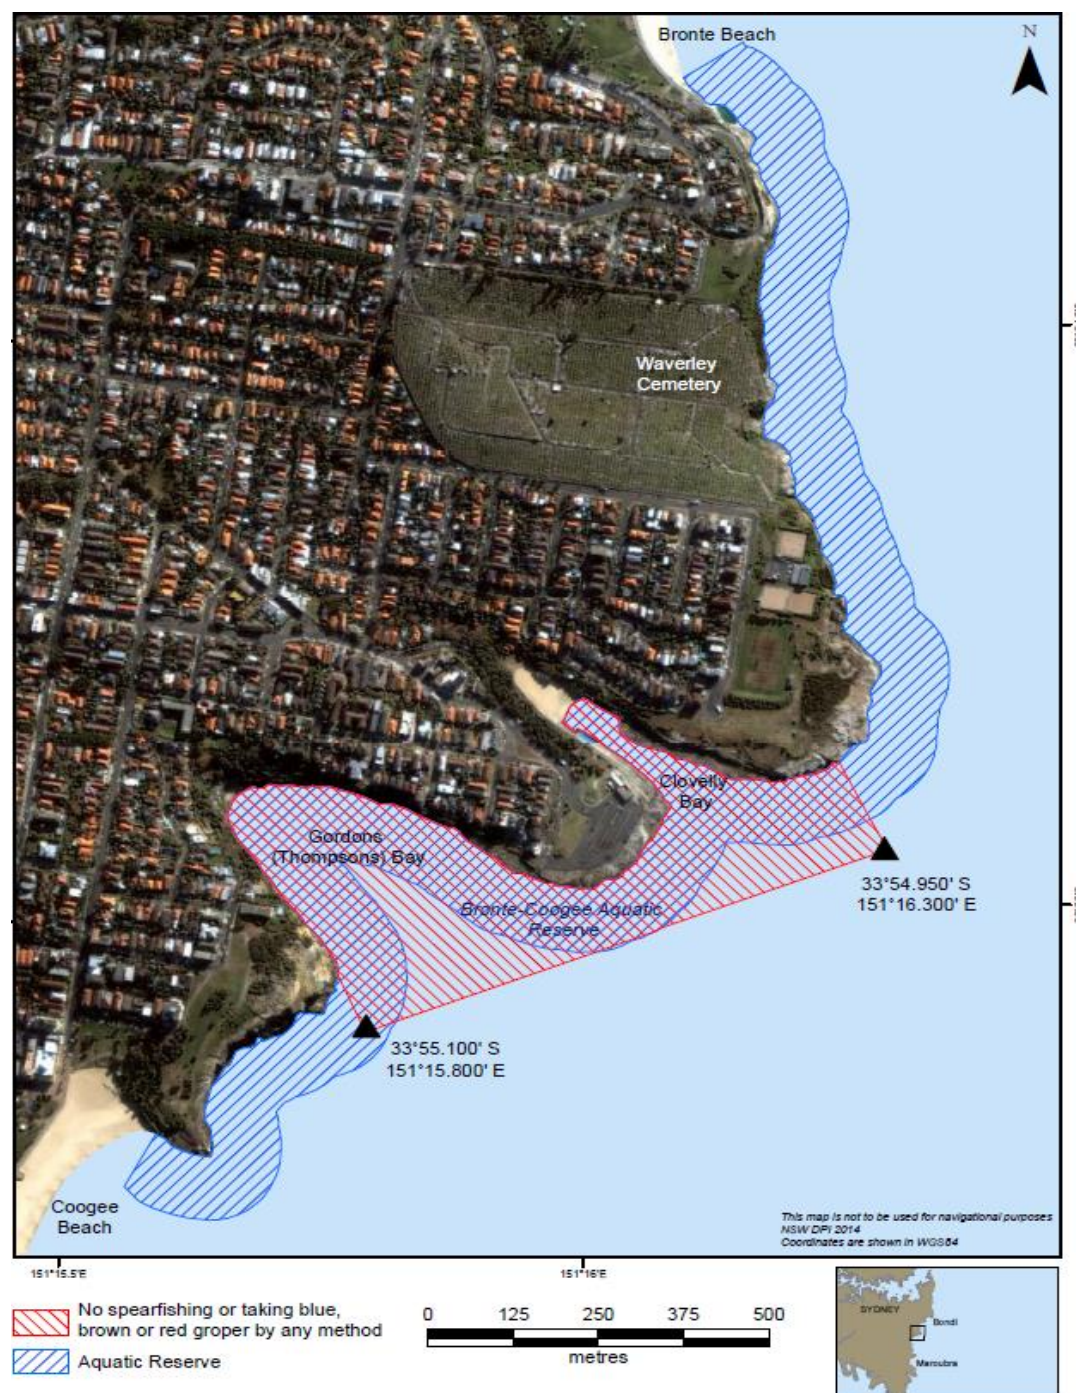 Bronte Beach
N
Waverley
Cemetery
Clovelly
Bay
Gordons
(Thompsons) Bay
Bronte-Coogee Aquatic
Reserve
33°54.950' S
151°16.300' E
33°55.100' S
151°15.800' E
Coogee
Beach
This map is not to be used for navigational purposes
NSW DPI 2014
Coordinates are shown in WGS84
151°15.5'E
151°16'E
No spearfishing or taking blue,
brown or red groper by any method
Aquatic Reserve
0 125 250 375 500
metres
SYDNEY
Bondi
Maroubra